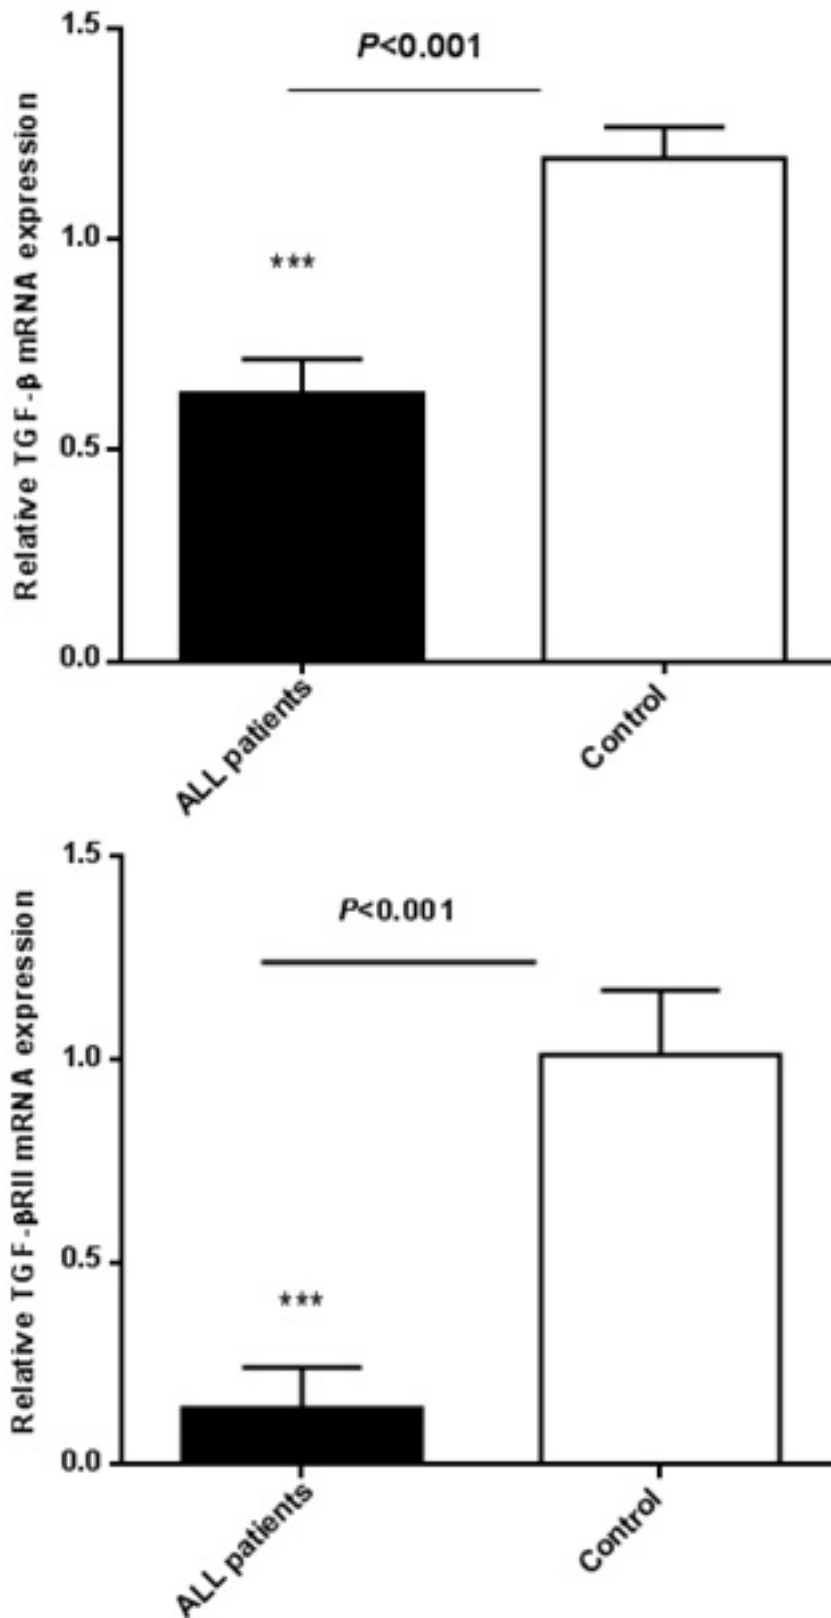 Relative TGF-β mRNA expression
1.5
1.0
0.5
0.0
P<0.001
***
ALL patients
Control
Relative TGF-βRII mRNA expression
1.5
1.0
0.5
0.0
P<0.001
***
ALL patients
Control